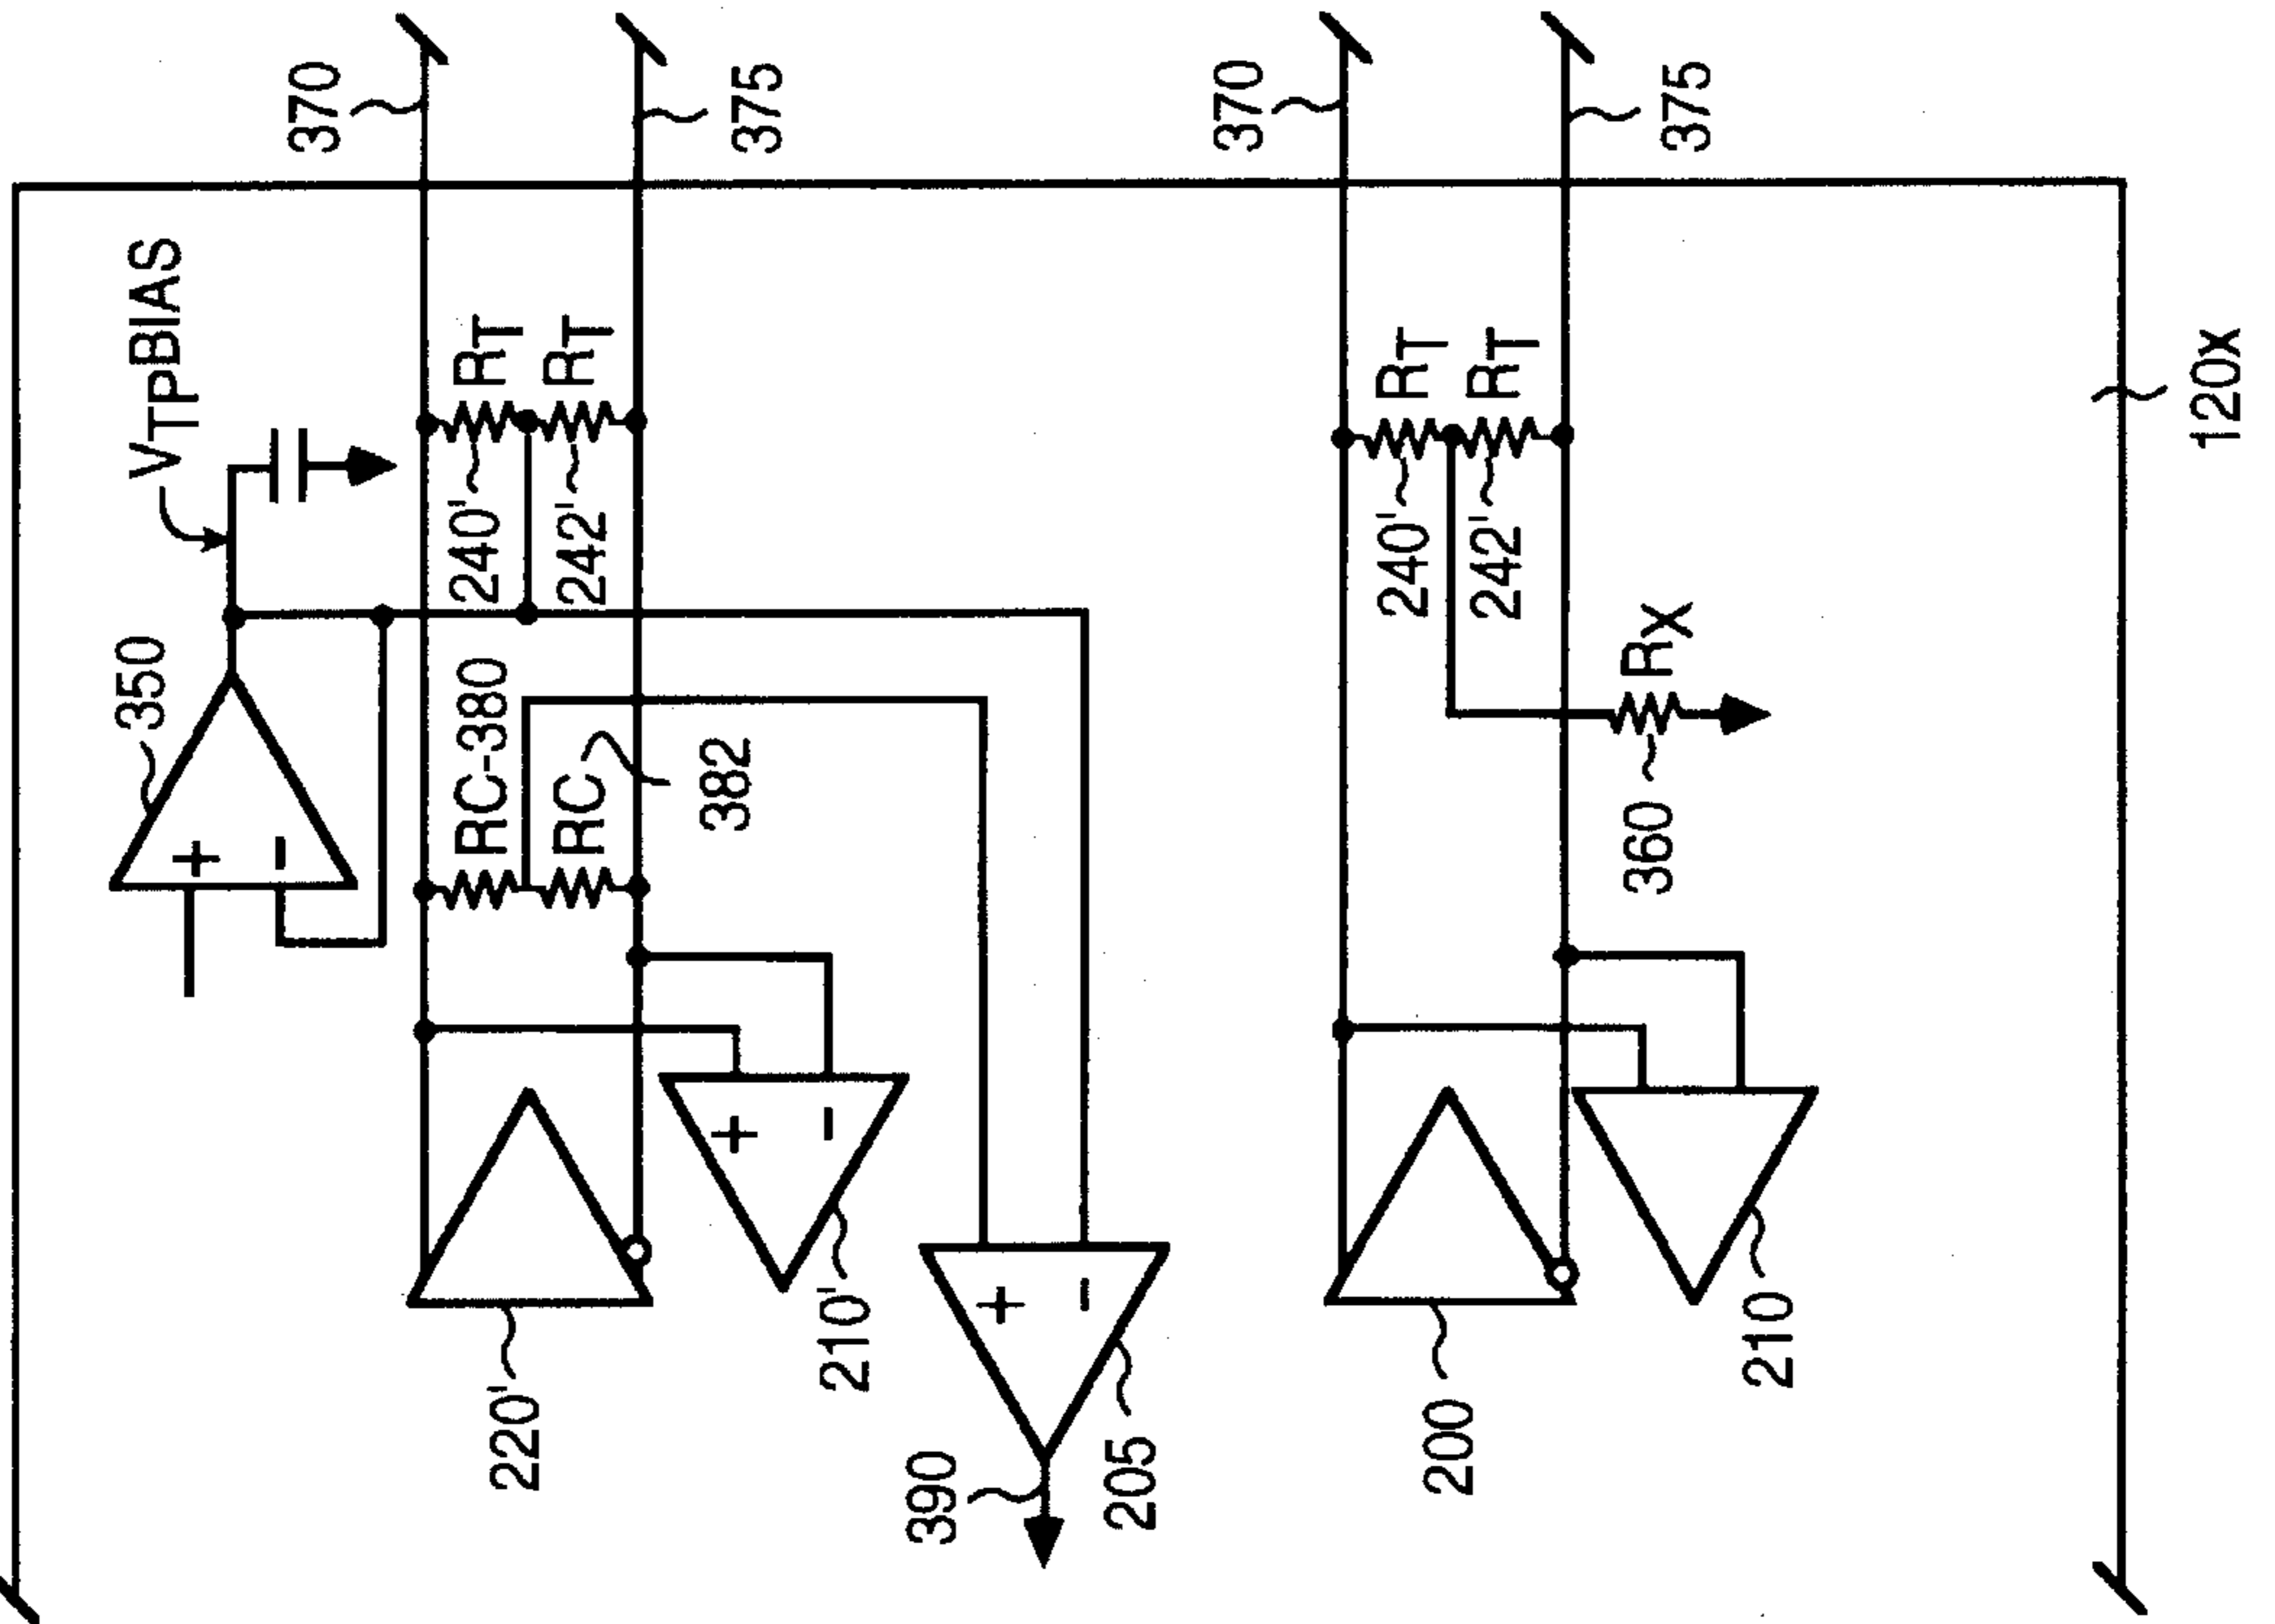 370
375
370
375
VTPBIAS
RT
RT
240'
242'
350
RC-380
RC
382
+
-
RT
RT
240'
242'
RX
360
120x
+
-
+
-
220'
210'
390
205
200
210